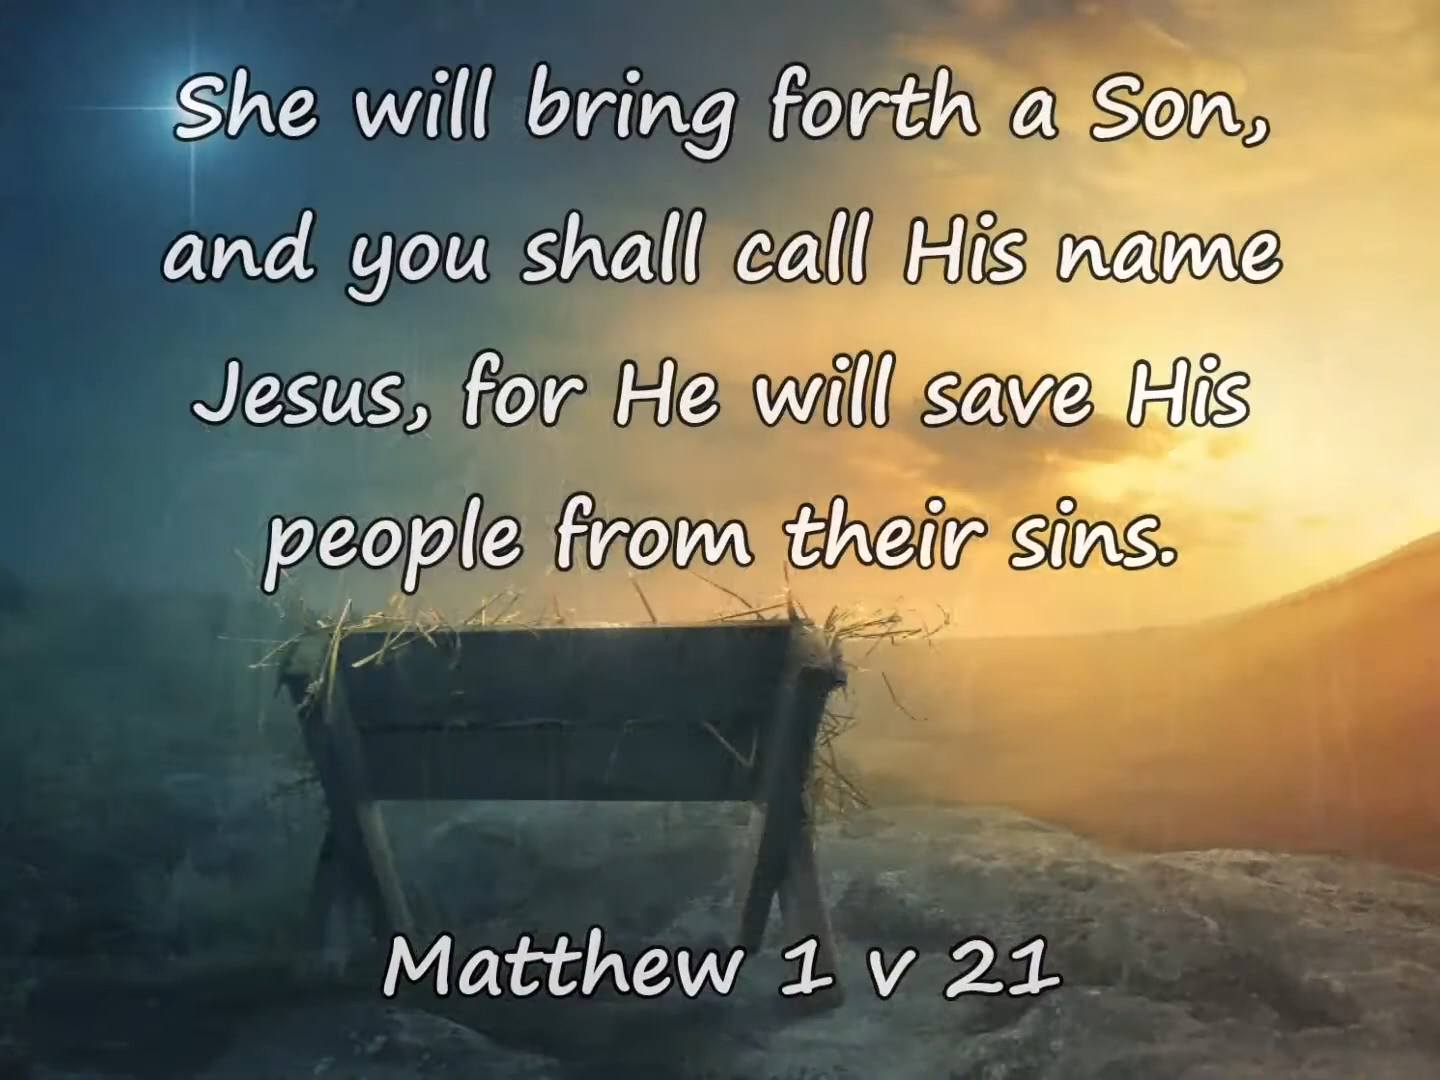 She will bring forth a Son,
and you shall call His name
Jesus, for He will save His
people from their sins.
Matthew 1 v 21